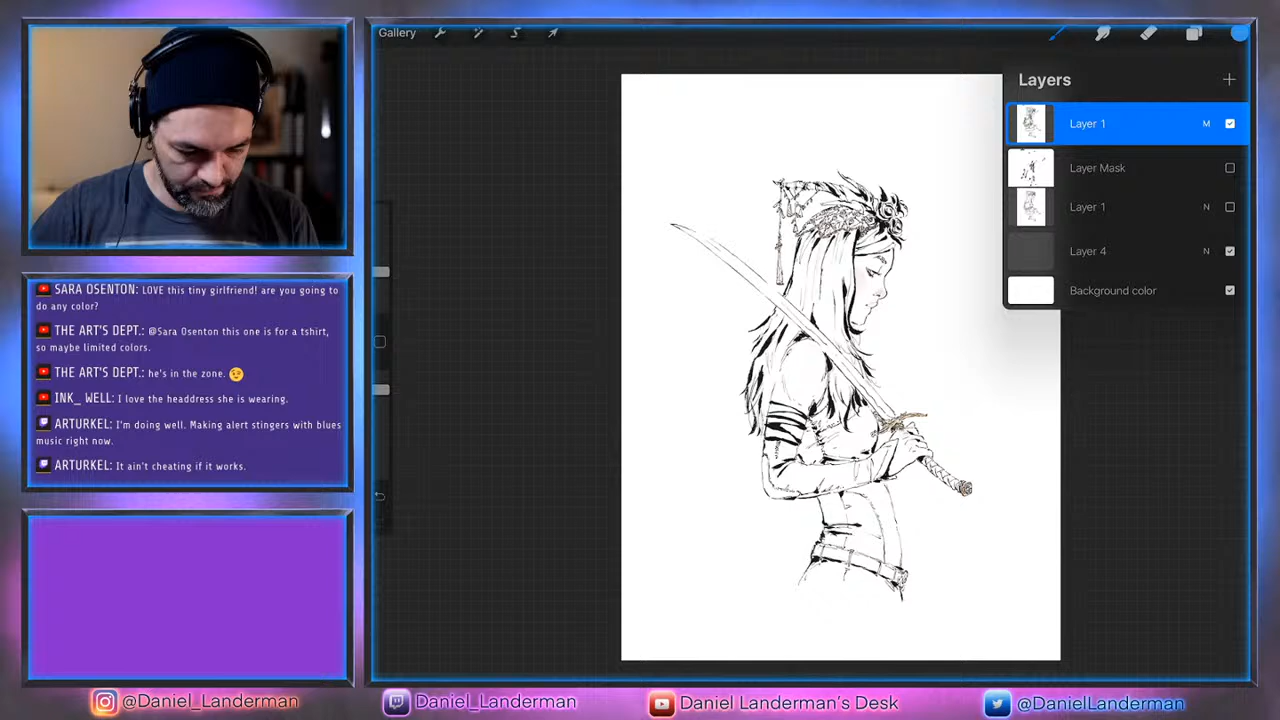 Gallery
Layers
Layer 1 M
Layer Mask
Layer 1 N
Layer 4 N
Background color
SARA OSENTON: LOVE this tiny girlfriend! are you going to
do any color?
THE ART'S DEPT.: @Sara Osenton this one is for a tshirt,
so maybe limited colors.
THE ART'S DEPT.: he's in the zone.
INK_ WELL: I love the headdress she is wearing.
ARTURKEL: I'm doing well. Making alert stingers with blues
music right now.
ARTURKEL: It ain't cheating if it works.
@Daniel_Landerman
Daniel_Landerman
Daniel Landerman's Desk
@DanielLanderman